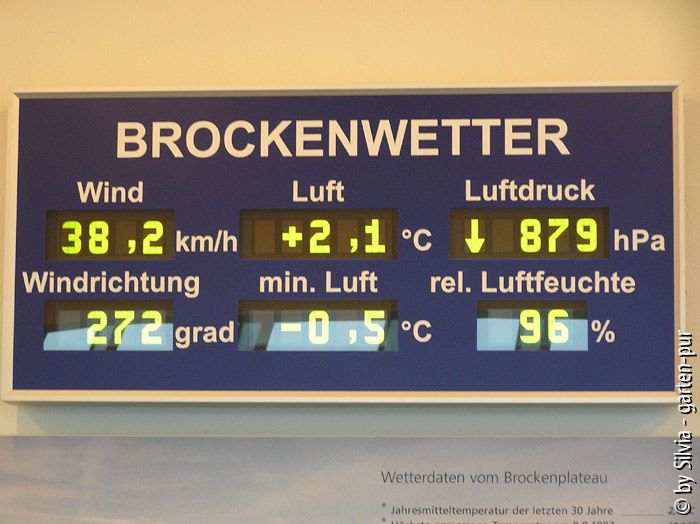 BROCKENWETTER
Wind Luft Luftdruck
38,2 km/h +2,1 °C ↓ 879 hPa
Windrichtung min. Luft rel. Luftfeuchte
272 grad -0,5 °C 96 %
Wetterdaten vom Brockenplateau
* Jahresmitteltemperatur der letzten 30 Jahre
© by Silvia - garten-pur